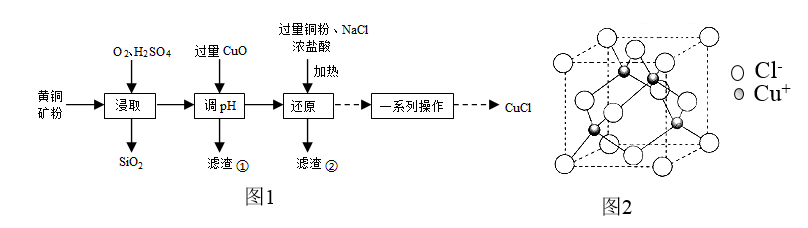 过量铜粉、NaCl
浓盐酸
O₂、H₂SO₄
过量 CuO
加热
黄铜
矿粉
浸取
调 pH
还原
一系列操作
CuCl
SiO₂
滤渣 ①
滤渣 ②
图1
Cl⁻
Cu⁺
图2